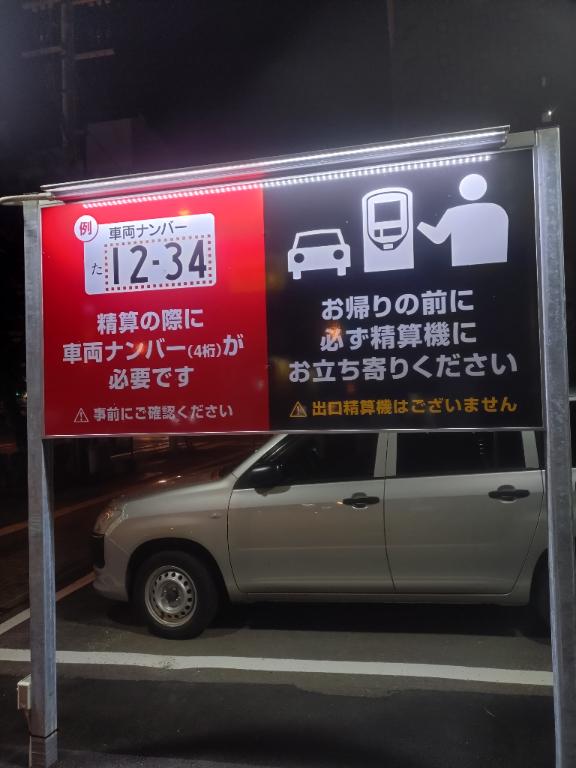 例
車両ナンバー
た 12-34
精算の際に
車両ナンバー(4桁)が
必要です
⚠事前にご確認ください
お帰りの前に
必ず精算機に
お立ち寄りください
⚠出口精算機はございません